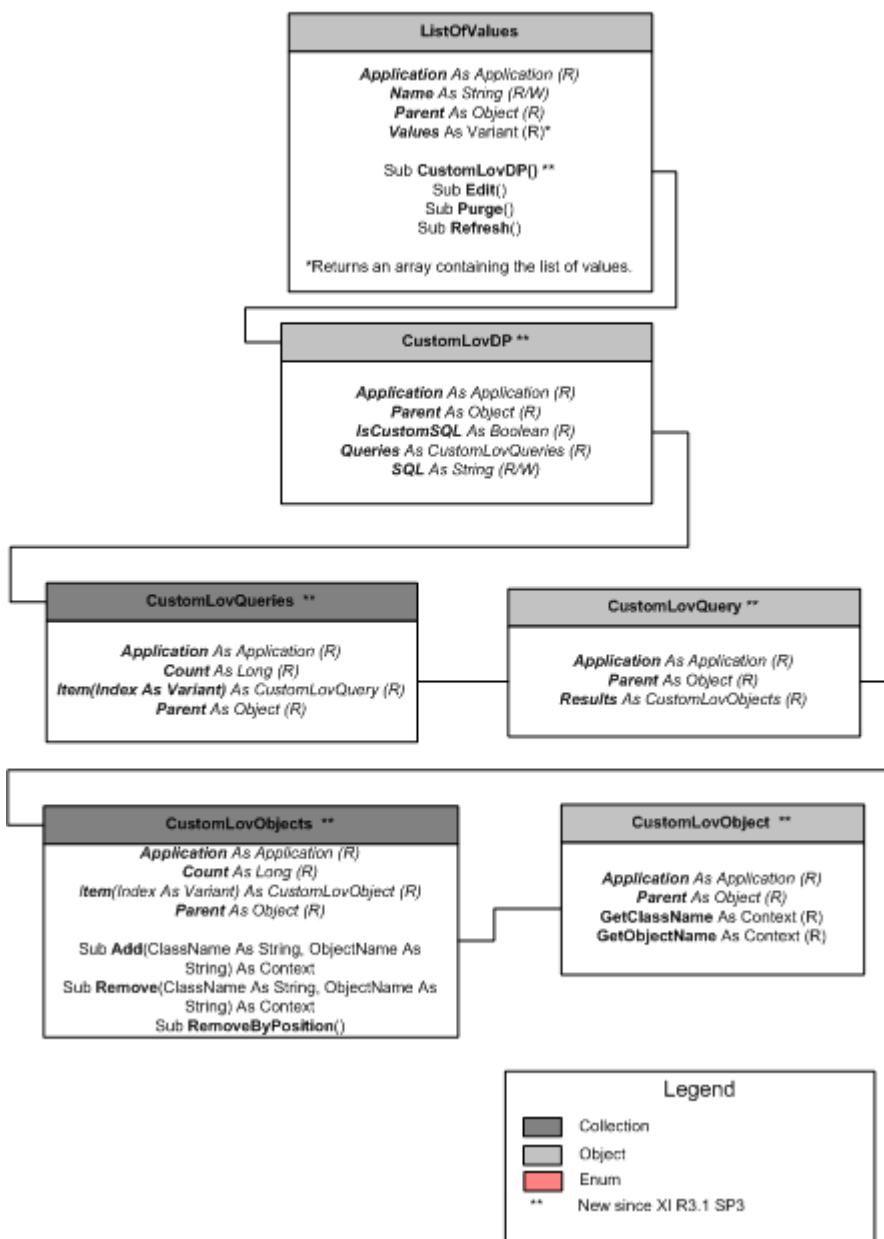 ListOfValues
Application As Application (R)
Name As String (R/W)
Parent As Object (R)
Values As Variant (R)*
Sub CustomLovDP() **
Sub Edit()
Sub Purge()
Sub Refresh()
*Returns an array containing the list of values.
CustomLovDP **
Application As Application (R)
Parent As Object (R)
IsCustomSQL As Boolean (R)
Queries As CustomLovQueries (R)
SQL As String (R/W)
CustomLovQueries **
Application As Application (R)
Count As Long (R)
Item(Index As Variant) As CustomLovQuery (R)
Parent As Object (R)
CustomLovQuery **
Application As Application (R)
Parent As Object (R)
Results As CustomLovObjects (R)
CustomLovObjects **
Application As Application (R)
Count As Long (R)
Item(Index As Variant) As CustomLovObject (R)
Parent As Object (R)
Sub Add(ClassName As String, ObjectName As
String) As Context
Sub Remove(ClassName As String, ObjectName As
String) As Context
Sub RemoveByPosition()
CustomLovObject **
Application As Application (R)
Parent As Object (R)
GetClassName As Context (R)
GetObjectName As Context (R)
Legend
Collection
Object
Enum
** New since XI R3.1 SP3